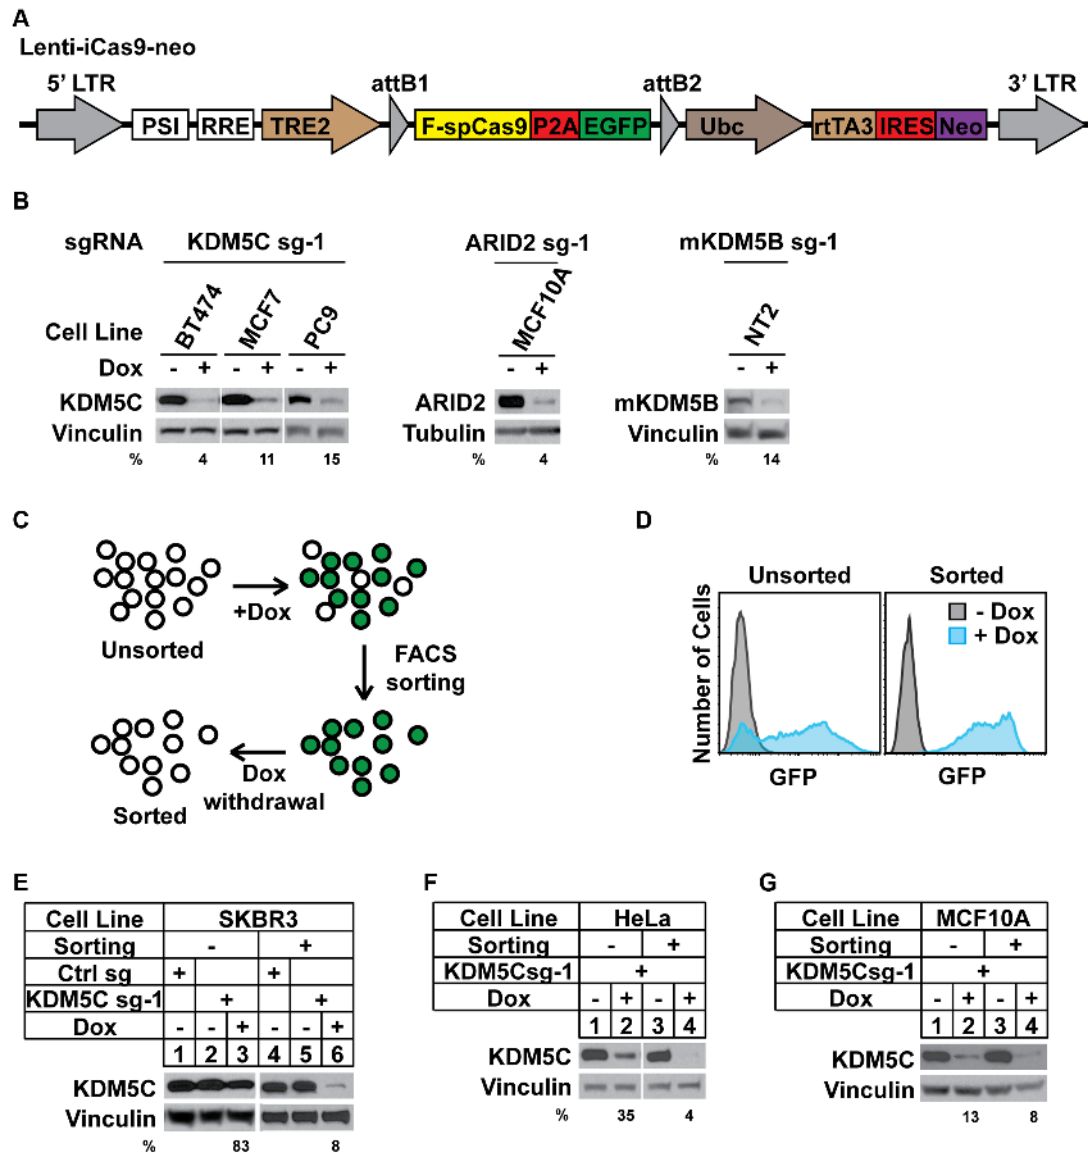 A
Lenti-iCas9-neo
5’ LTR attB1 attB2 3’ LTR
PSI RRE TRE2 F-spCas9 P2A EGFP Ubc rtTA3 IRES Neo
B
sgRNA KDM5C sg-1 ARID2 sg-1 mKDM5B sg-1
Cell Line BT474 MCF7 PC9 MCF10A NT2
Dox - + - + - + - + - +
KDM5C ARID2 mKDM5B
Vinculin Tubulin Vinculin
% 4 11 15 % 4 % 14
C
+Dox
Unsorted
FACS
sorting
Dox
withdrawal
Sorted
D
Unsorted Sorted
- Dox
+ Dox
Number of Cells
GFP GFP
E
Cell Line SKBR3
Sorting - +
Ctrl sg + +
KDM5C sg-1 + +
Dox - - + - - +
1 2 3 4 5 6
KDM5C
Vinculin
% 83 8
F
Cell Line HeLa
Sorting - +
KDM5Csg-1 +
Dox - + - +
1 2 3 4
KDM5C
Vinculin
% 35 4
G
Cell Line MCF10A
Sorting - +
KDM5Csg-1 +
Dox - + - +
1 2 3 4
KDM5C
Vinculin
% 13 8